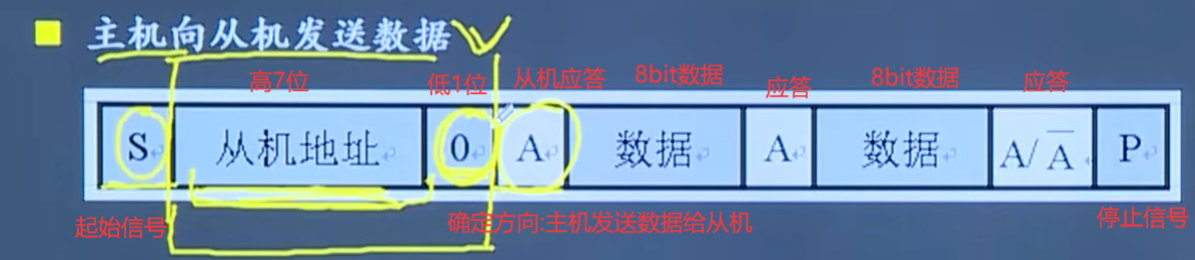 主机向从机发送数据
高7位 低1位 从机应答 8bit数据 应答 8bit数据 应答
S 从机地址 0 A 数据 A 数据 A/A̅ P
起始信号 确定方向:主机发送数据给从机 停止信号